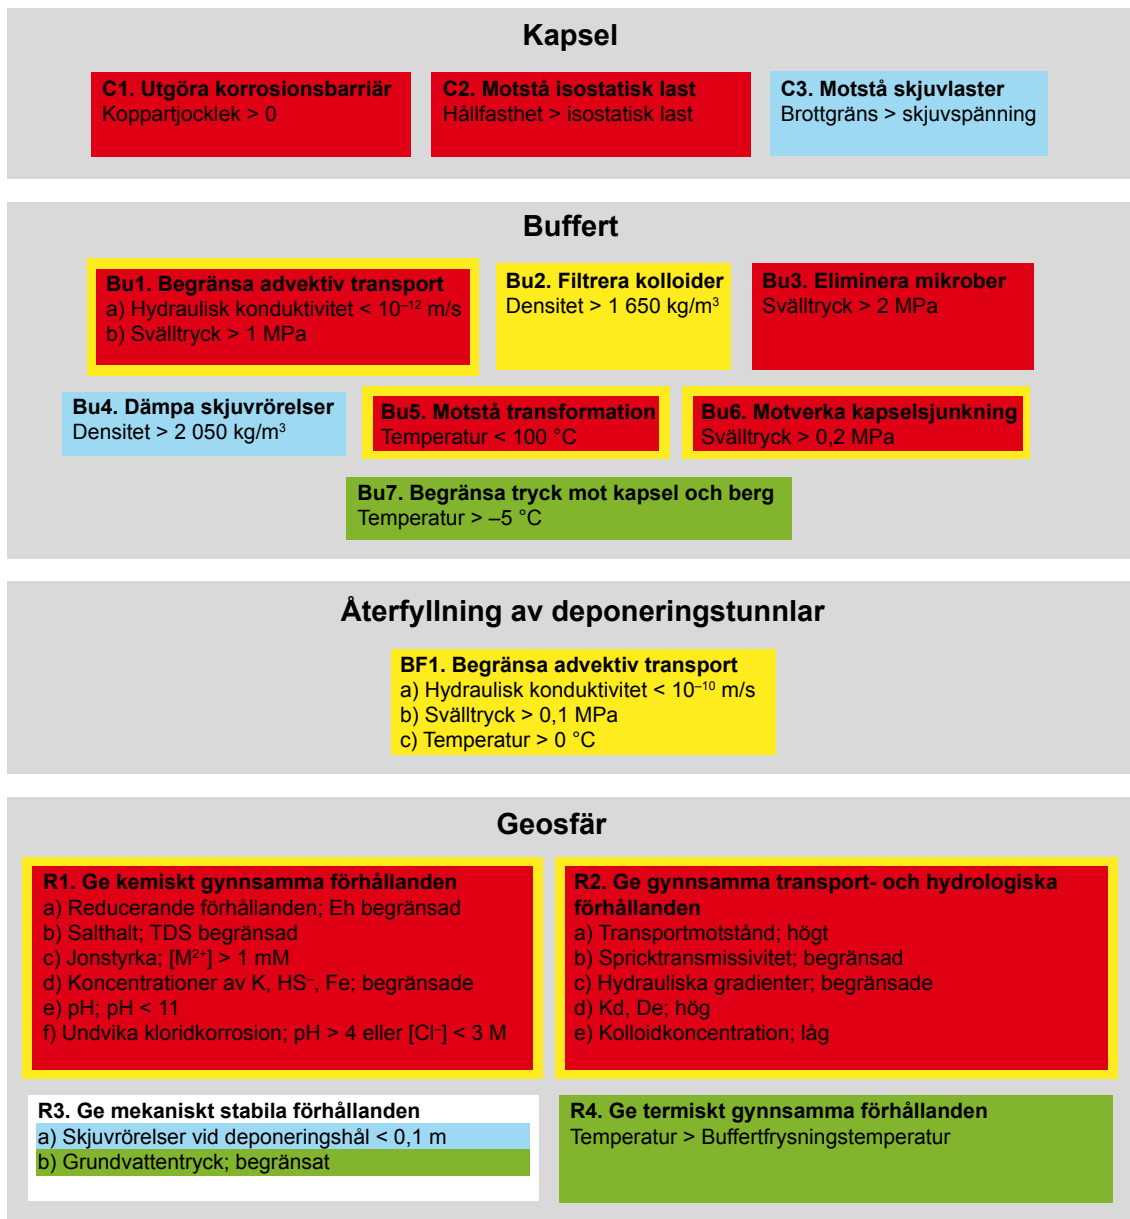 Kapsel
C1. Utgöra korrosionsbarriär
Koppartjocklek > 0
C2. Motstå isostatisk last
Hållfasthet > isostatisk last
C3. Motstå skjuvlaster
Brottgräns > skjuvspänning
Buffert
Bu1. Begränsa advektiv transport
a) Hydraulisk konduktivitet < 10⁻¹² m/s
b) Svälltryck > 1 MPa
Bu2. Filtrera kolloider
Densitet > 1 650 kg/m³
Bu3. Eliminera mikrober
Svälltryck > 2 MPa
Bu4. Dämpa skjuvrörelser
Densitet > 2 050 kg/m³
Bu5. Motstå transformation
Temperatur < 100 °C
Bu6. Motverka kapselsjunkning
Svälltryck > 0,2 MPa
Bu7. Begränsa tryck mot kapsel och berg
Temperatur > –5 °C
Återfyllning av deponeringstunnlar
BF1. Begränsa advektiv transport
a) Hydraulisk konduktivitet < 10⁻¹⁰ m/s
b) Svälltryck > 0,1 MPa
c) Temperatur > 0 °C
Geosfär
R1. Ge kemiskt gynnsamma förhållanden
a) Reducerande förhållanden; Eh begränsad
b) Salthalt; TDS begränsad
c) Jonstyrka; [M²⁺] > 1 mM
d) Koncentrationer av K, HS⁻, Fe; begränsade
e) pH; pH < 11
f) Undvika kloridkorrosion; pH > 4 eller [Cl⁻] < 3 M
R2. Ge gynnsamma transport- och hydrologiska
förhållanden
a) Transportmotstånd; högt
b) Spricktransmissivitet; begränsad
c) Hydrauliska gradienter; begränsade
d) Kd, De; hög
e) Kolloidkoncentration; låg
R3. Ge mekaniskt stabila förhållanden
a) Skjuvrörelser vid deponeringshål < 0,1 m
b) Grundvattentryck; begränsat
R4. Ge termiskt gynnsamma förhållanden
Temperatur > Buffertfrysningstemperatur